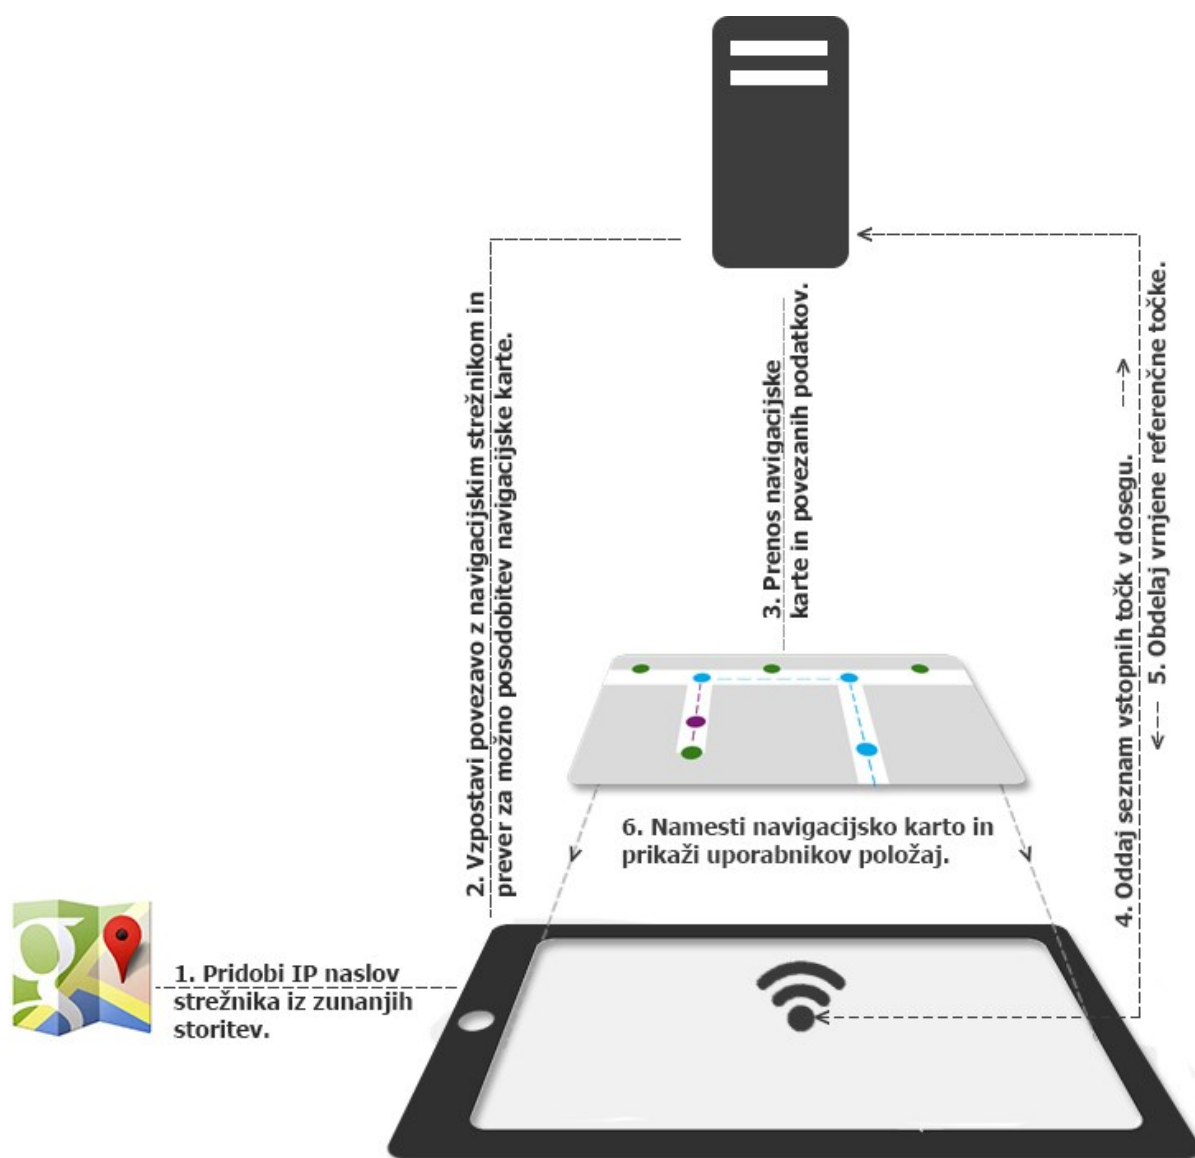 1. Pridobi IP naslov
strežnika iz zunanjih
storitev.
2. Vzpostavi povezavo z navigacijskim strežnikom in
prever za možno posodobitev navigacijske karte.
3. Prenos navigacijske
karte in povezanih podatkov.
4. Oddaj seznam vstopnih točk v dosegu.
5. Obdelaj vrnjene referenčne točke.
6. Namesti navigacijsko karto in
prikaži uporabnikov položaj.
g